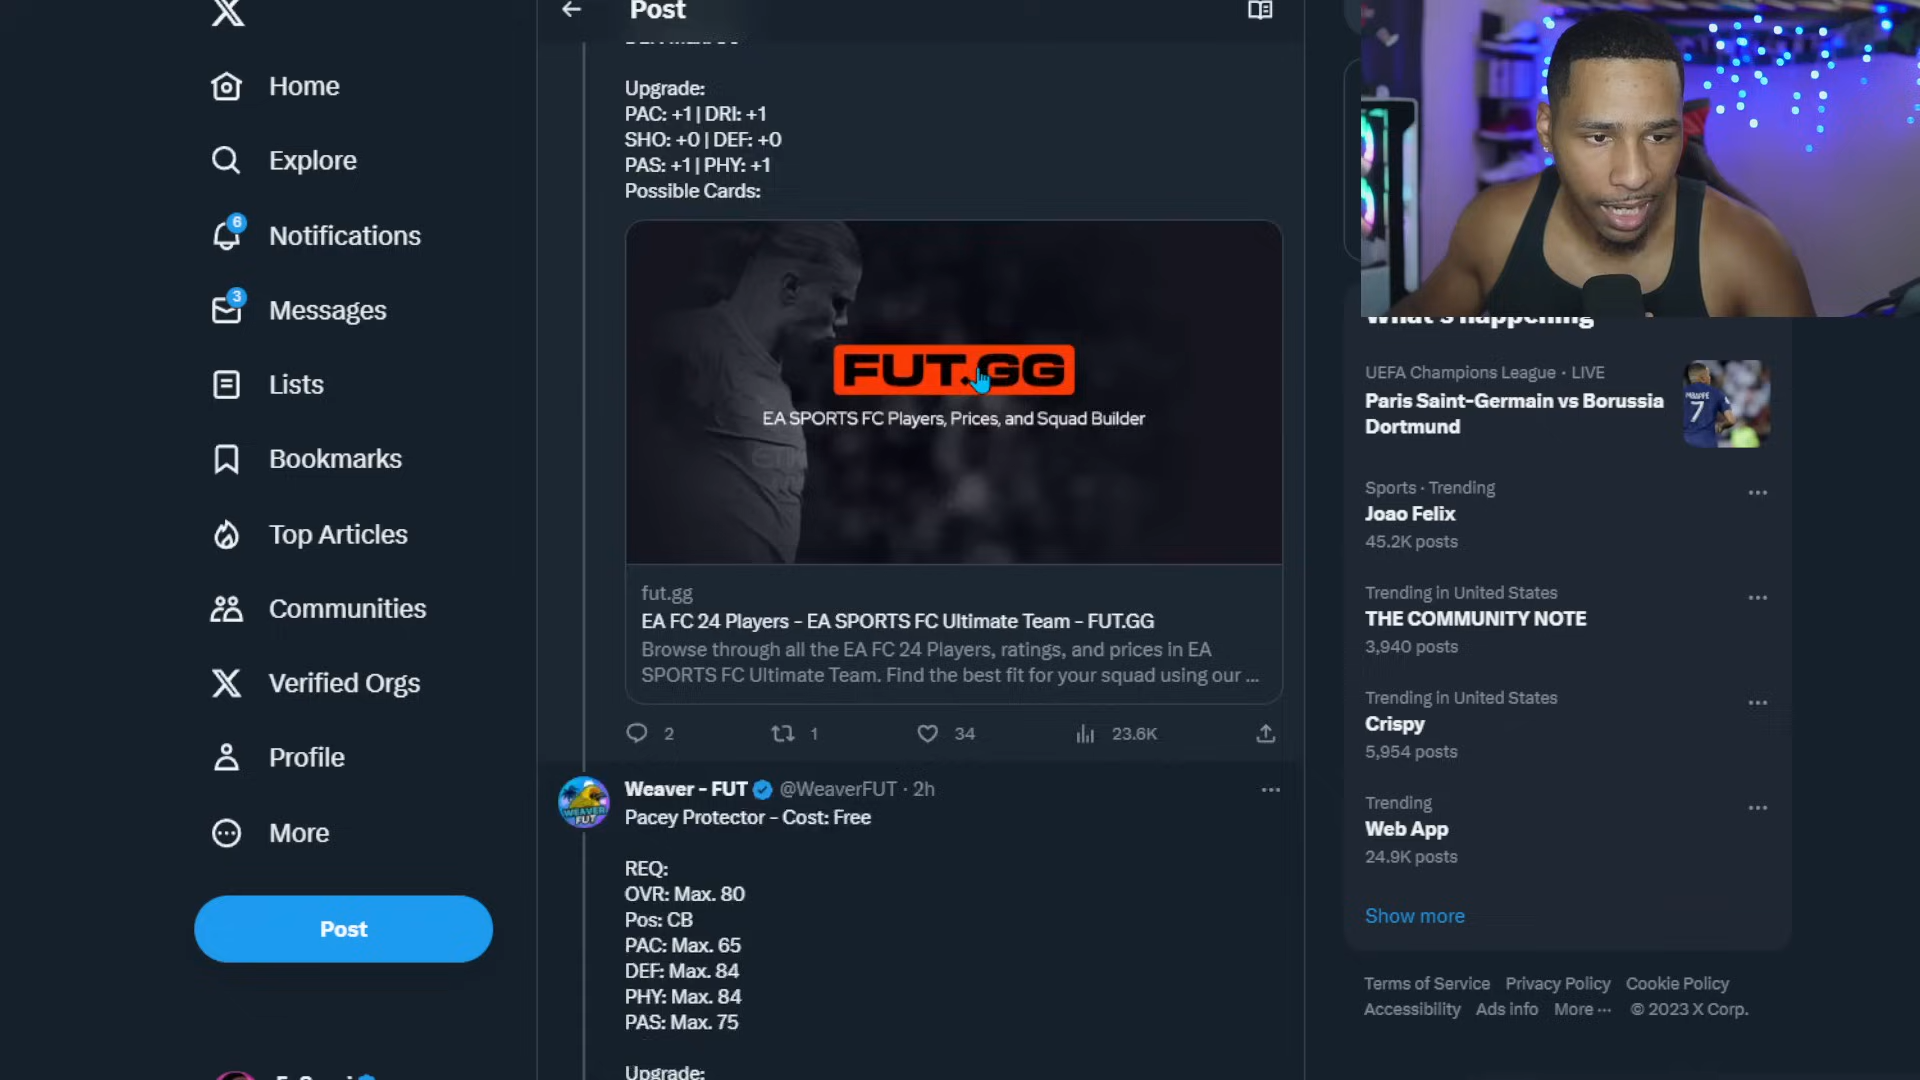 Home
Explore
6
Notifications
3
Messages
Lists
Bookmarks
Top Articles
Communities
Verified Orgs
Profile
More
Post
Post
Upgrade:
PAC: +1 | DRI: +1
SHO: +0 | DEF: +0
PAS: +1 | PHY: +1
Possible Cards:
FUT.GG
EA SPORTS FC Players, Prices, and Squad Builder
fut.gg
EA FC 24 Players - EA SPORTS FC Ultimate Team - FUT.GG
Browse through all the EA FC 24 Players, ratings, and prices in EA
SPORTS FC Ultimate Team. Find the best fit for your squad using our ...
2
1
34
23.6K
WEAVER
FUT
Weaver - FUT @WeaverFUT · 2h
Pacey Protector - Cost: Free
REQ:
OVR: Max. 80
Pos: CB
PAC: Max. 65
DEF: Max. 84
PHY: Max. 84
PAS: Max. 75
Upgrade:
What's happening
UEFA Champions League · LIVE
Paris Saint-Germain vs Borussia
Dortmund
MBAPPE
7
Sports · Trending
Joao Felix
45.2K posts
Trending in United States
THE COMMUNITY NOTE
3,940 posts
Trending in United States
Crispy
5,954 posts
Trending
Web App
24.9K posts
Show more
Terms of Service Privacy Policy Cookie Policy
Accessibility Ads info More ··· © 2023 X Corp.